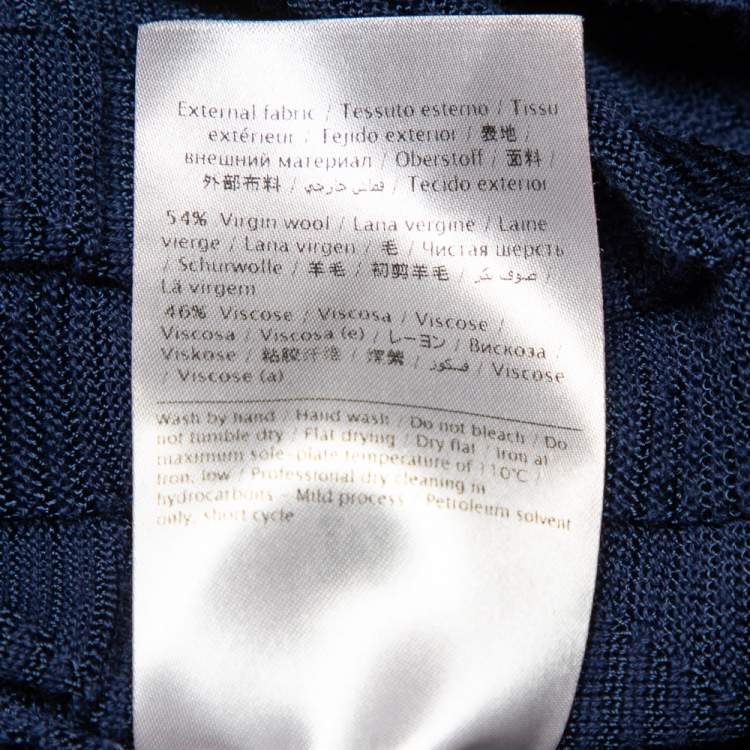 External fabric / Tessuto esterno / Tissu
extérieur / Tejido exterior / 表地 /
внешний материал / Oberstoff / 面料 /
外部布料 / قماش خارجي / Tecido exterior
54% Virgin wool / Lana vergine / Laine
vierge / Lana virgen / 毛 / Чистая шерсть
/ Schurwolle / 羊毛 / 初剪羊毛 / صوف بكر /
Lã virgem
46% Viscose / Viscosa / Viscose /
Viscosa / Viscosa (e) / レーヨン / Вискоза /
Viskose / 粘胶纤维 / فسكوز / Viscose
/ Viscose (a)
Wash by hand / Hand wash / Do not bleach / Do
not tumble dry / Flat drying / Dry flat / Iron at
maximum sole-plate temperature of 110°C /
Iron, low / Professional dry cleaning in
hydrocarbons - Mild process - Petroleum solvent
only, short cycle